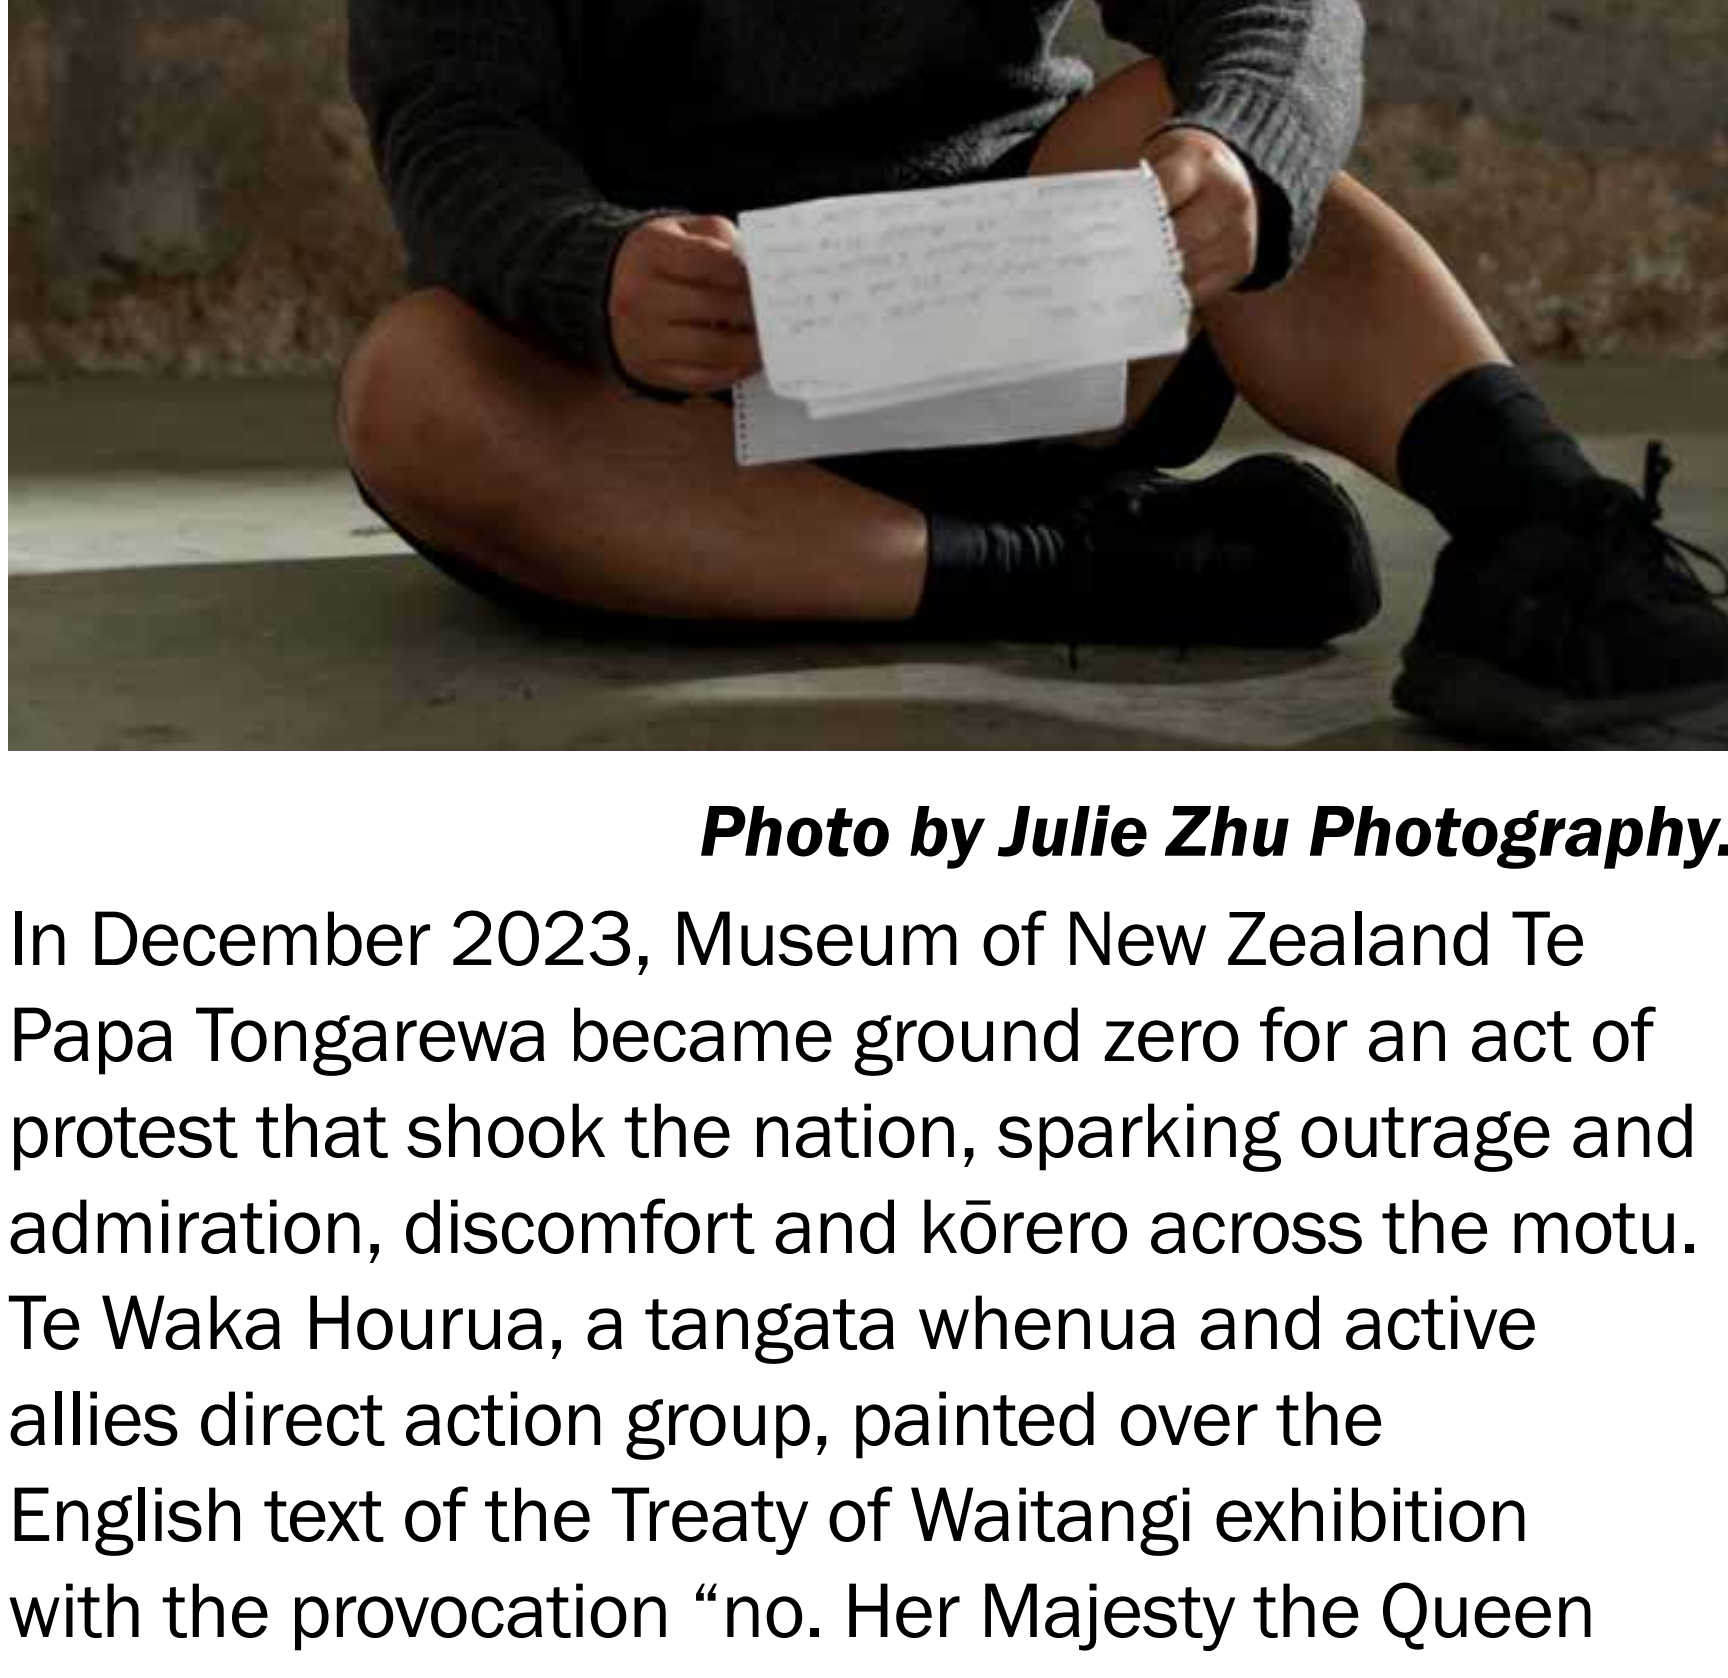 Photo by Julie Zhu Photography.
In December 2023, Museum of New Zealand Te
Papa Tongarewa became ground zero for an act of
protest that shook the nation, sparking outrage and
admiration, discomfort and kōrero across the motu.
Te Waka Hourua, a tangata whenua and active
allies direct action group, painted over the
English text of the Treaty of Waitangi exhibition
with the provocation “no. Her Majesty the Queen